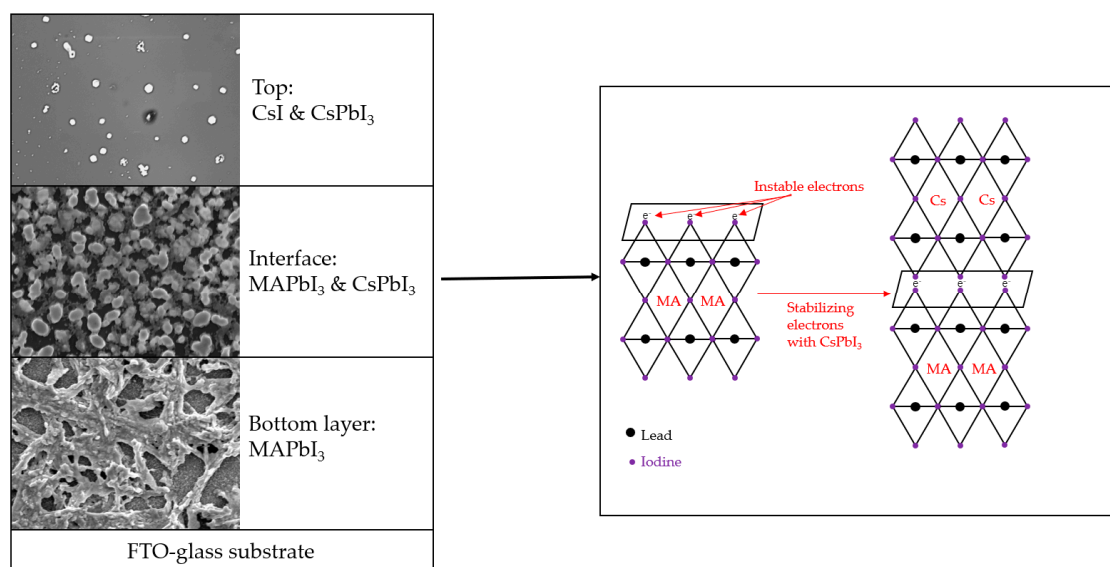 Top:
CsI & CsPbI₃
Interface:
MAPbI₃ & CsPbI₃
Bottom layer:
MAPbI₃
FTO-glass substrate
Instable electrons
e⁻ e e
MA MA
Lead
Iodine
Stabilizing
electrons
with CsPbI₃
Cs Cs
e⁻ e⁻ e⁻
MA MA